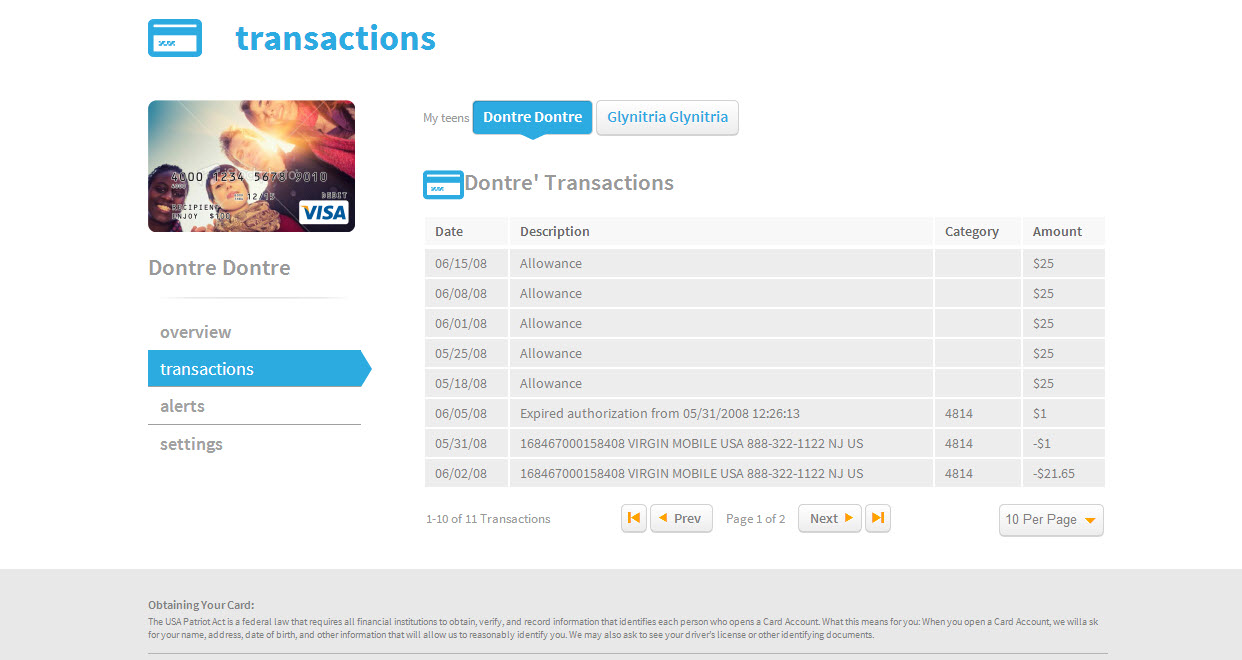 transactions
My teens Dontre Dontre Glynitria Glynitria
4000 1234 5678 9010
4000
12/15
DEBIT
RECIPIENT
ENJOY $100
VISA
Dontre Dontre
overview
transactions
alerts
settings
Dontre' Transactions
Date Description Category Amount
06/15/08 Allowance $25
06/08/08 Allowance $25
06/01/08 Allowance $25
05/25/08 Allowance $25
05/18/08 Allowance $25
06/05/08 Expired authorization from 05/31/2008 12:26:13 4814 $1
05/31/08 168467000158408 VIRGIN MOBILE USA 888-322-1122 NJ US 4814 -$1
06/02/08 168467000158408 VIRGIN MOBILE USA 888-322-1122 NJ US 4814 -$21.65
1-10 of 11 Transactions Prev Page 1 of 2 Next 10 Per Page
Obtaining Your Card:
The USA Patriot Act is a federal law that requires all financial institutions to obtain, verify, and record information that identifies each person who opens a Card Account. What this means for you: When you open a Card Account, we willa sk
for your name, address, date of birth, and other information that will allow us to reasonably identify you. We may also ask to see your driver's license or other identifying documents.